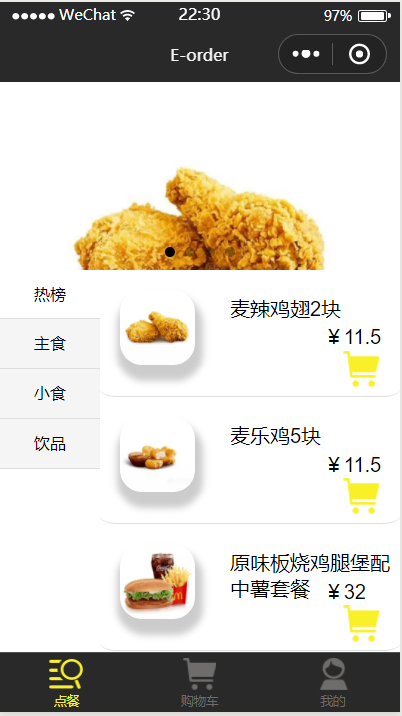 WeChat 22:30 97%
E-order
热榜
主食
小食
饮品
麦辣鸡翅2块
¥ 11.5
麦乐鸡5块
¥ 11.5
原味板烧鸡腿堡配
中薯套餐 ¥ 32
点餐 购物车 我的